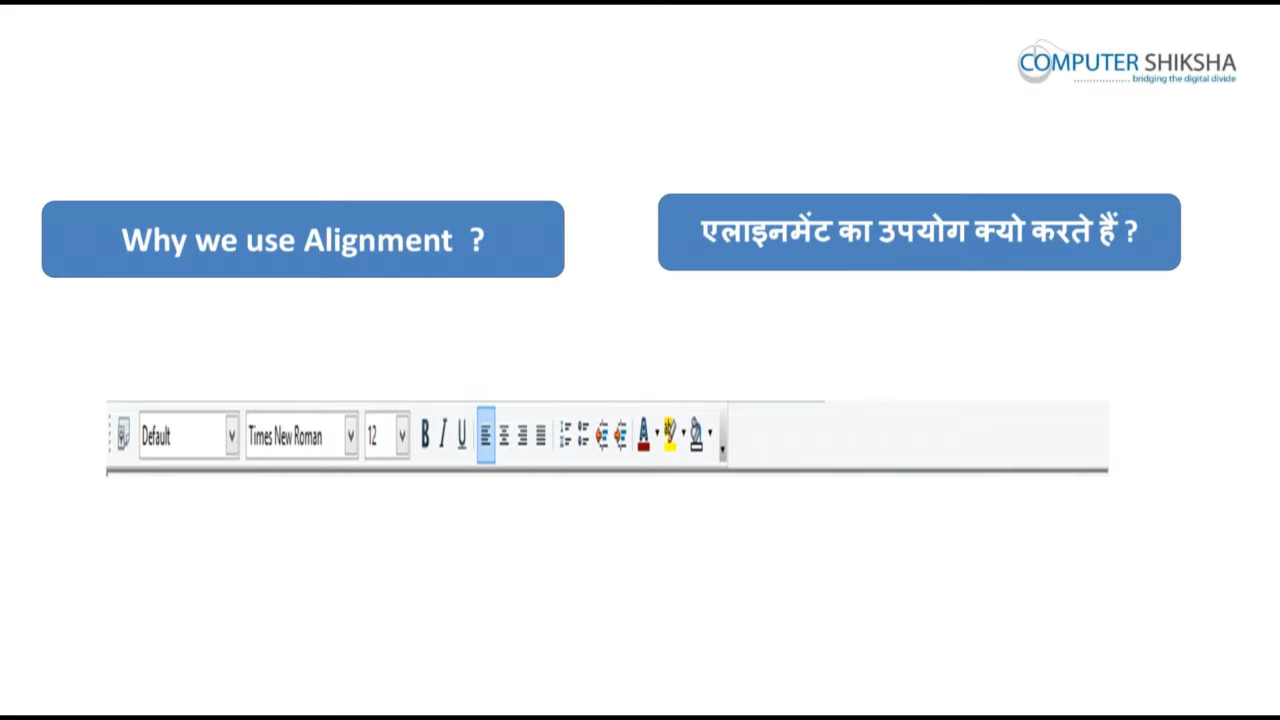 COMPUTER SHIKSHA
bridging the digital divide
Why we use Alignment ?
एलाइनमेंट का उपयोग क्यो करते हैं ?
Default Times New Roman 12 B I U A